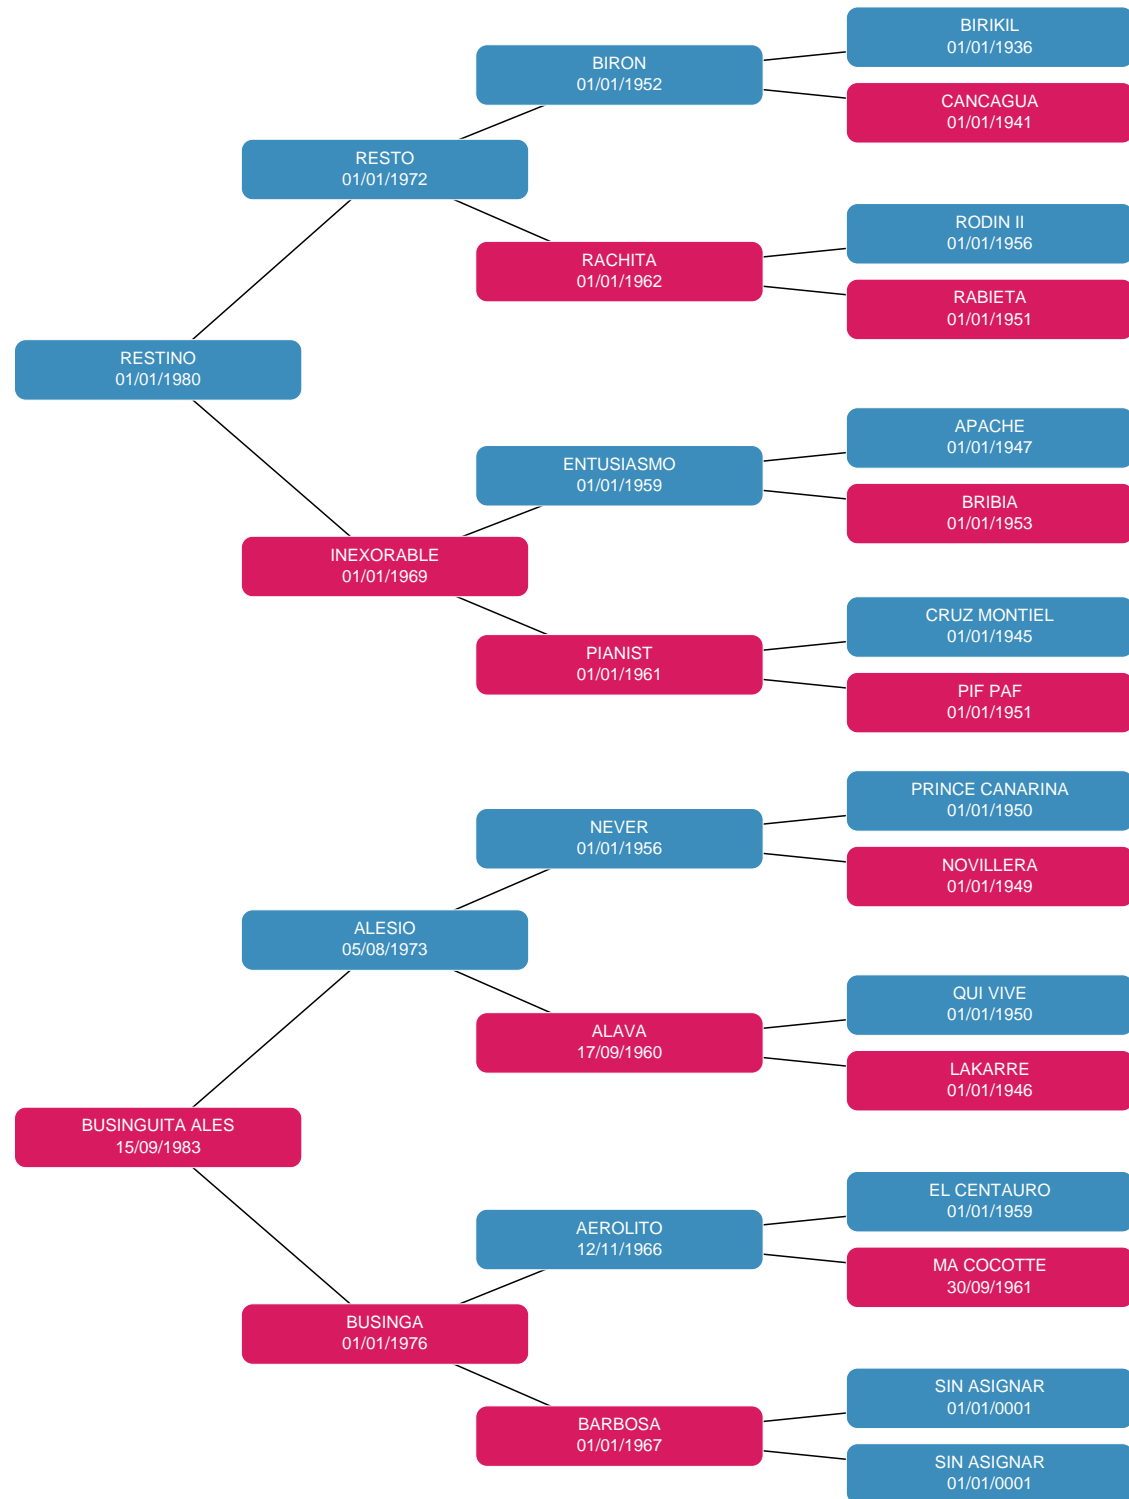 BIRIKIL
01/01/1936
BIRON
01/01/1952
CANCAGUA
01/01/1941
RESTO
01/01/1972
RODIN II
01/01/1956
RACHITA
01/01/1962
RABIETA
01/01/1951
RESTINO
01/01/1980
APACHE
01/01/1947
ENTUSIASMO
01/01/1959
BRIBIA
01/01/1953
INEXORABLE
01/01/1969
CRUZ MONTIEL
01/01/1945
PIANIST
01/01/1961
PIF PAF
01/01/1951
PRINCE CANARINA
01/01/1950
NEVER
01/01/1956
NOVILLERA
01/01/1949
ALESIO
05/08/1973
QUI VIVE
01/01/1950
ALAVA
17/09/1960
LAKARRE
01/01/1946
BUSINGUITA ALES
15/09/1983
EL CENTAURO
01/01/1959
AEROLITO
12/11/1966
MA COCOTTE
30/09/1961
BUSINGA
01/01/1976
SIN ASIGNAR
01/01/0001
BARBOSA
01/01/1967
SIN ASIGNAR
01/01/0001